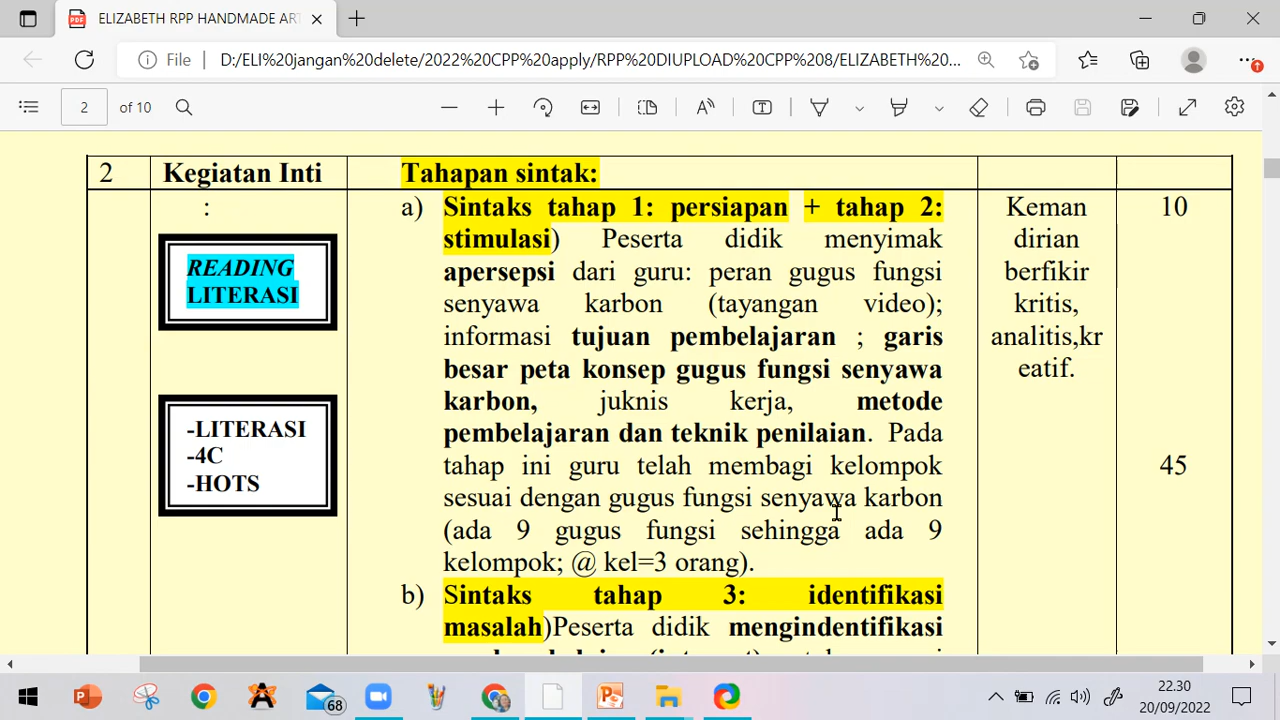 ELIZABETH RPP HANDMADE ART
File
D:/ELI%20jangan%20delete/2022%20CPP%20apply/RPP%20DIUPLOAD%20CPP%208/ELIZABETH%20...
2 of 10
2 Kegiatan Inti Tahapan sintak:
:
READING
LITERASI
-LITERASI
-4C
-HOTS
a) Sintaks tahap 1: persiapan + tahap 2:
stimulasi) Peserta didik menyimak
apersepsi dari guru: peran gugus fungsi
senyawa karbon (tayangan video);
informasi tujuan pembelajaran ; garis
besar peta konsep gugus fungsi senyawa
karbon, juknis kerja, metode
pembelajaran dan teknik penilaian. Pada
tahap ini guru telah membagi kelompok
sesuai dengan gugus fungsi senyawa karbon
(ada 9 gugus fungsi sehingga ada 9
kelompok; @ kel=3 orang).
b) Sintaks tahap 3: identifikasi
masalah)Peserta didik mengindentifikasi
Keman
dirian
berfikir
kritis,
analitis,kr
eatif.
10
45
68
22.30
20/09/2022